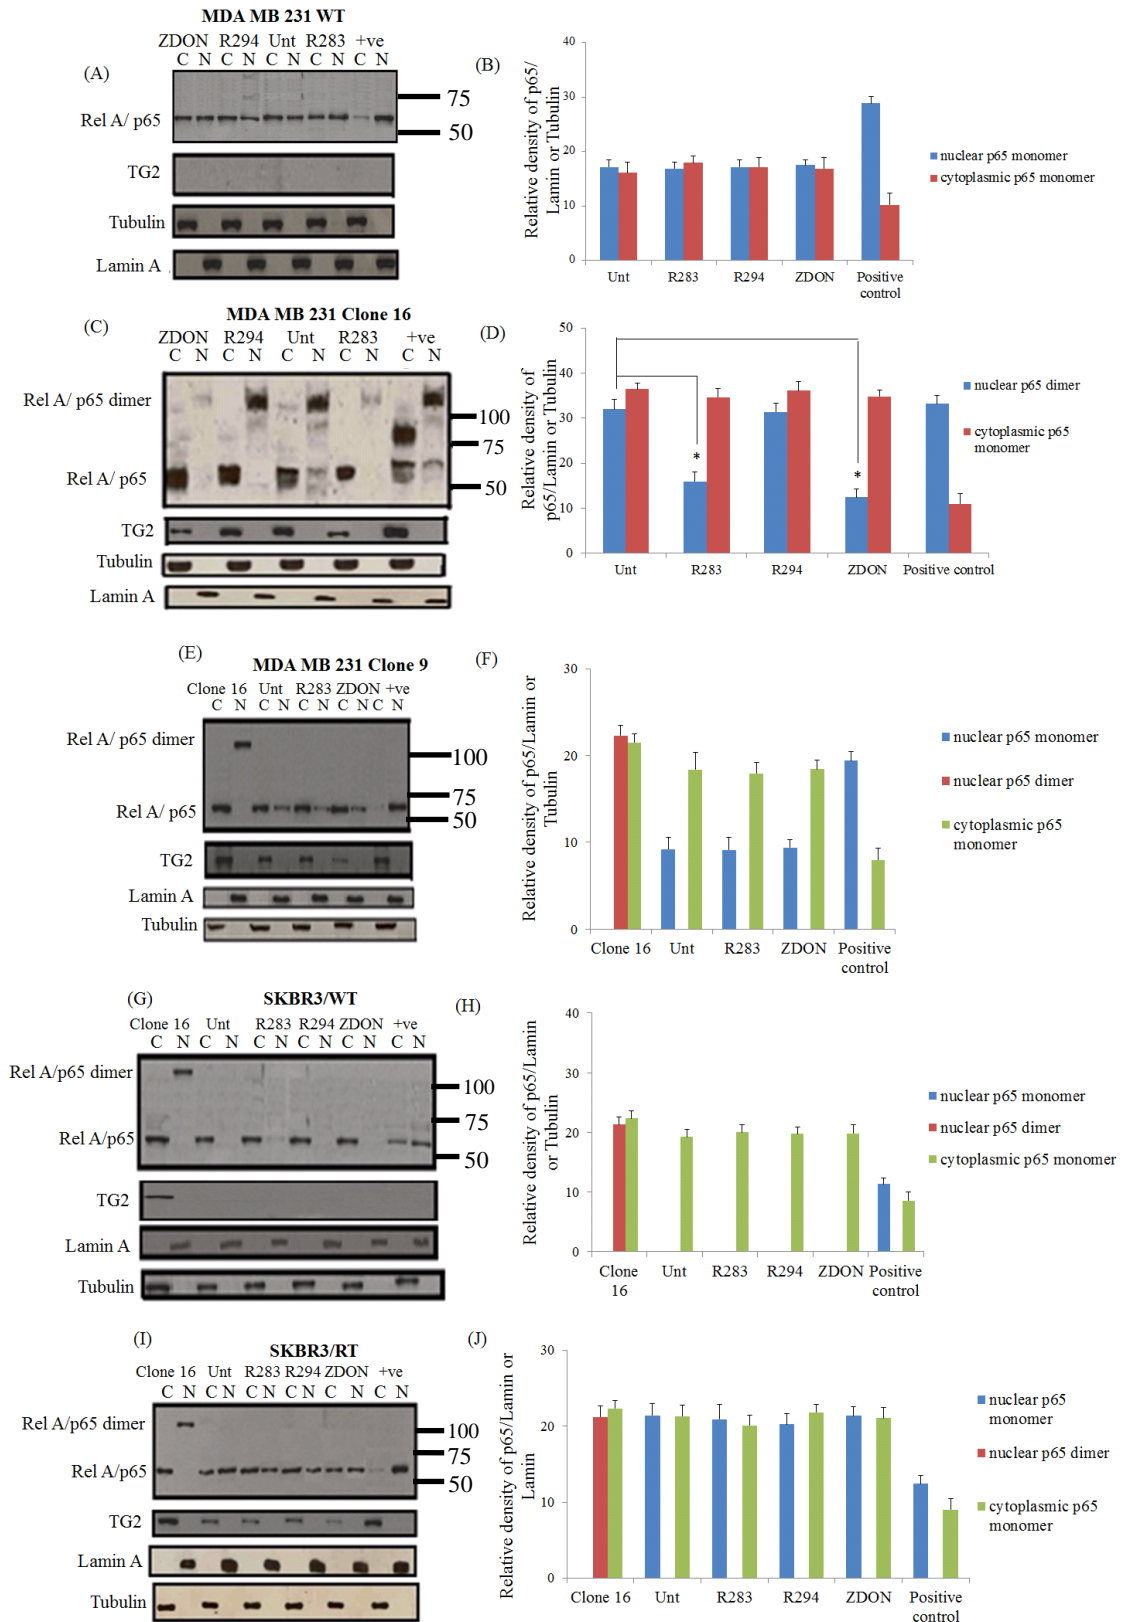 MDA MB 231 WT
ZDON R294 Unt R283 +ve
C N C N C N C N C N
(A)
75
Rel A/ p65
50
TG2
Tubulin
Lamin A
(B)
Relative density of p65/
Lamin or Tubulin
40
30
20
10
0
Unt R283 R294 ZDON Positive
control
nuclear p65 monomer
cytoplasmic p65 monomer
(C)
MDA MB 231 Clone 16
ZDON R294 Unt R283 +ve
C N C N C N C N C N
Rel A/ p65 dimer
100
75
Rel A/ p65
50
TG2
Tubulin
Lamin A
(D)
Relative density of
p65/Lamin or Tubulin
50
40
30
20
10
0
* *
Unt R283 R294 ZDON Positive control
nuclear p65 dimer
cytoplasmic p65
monomer
(E)
MDA MB 231 Clone 9
Clone 16 Unt R283 ZDON +ve
C N C N C N C N C N
Rel A/ p65 dimer
100
75
Rel A/ p65
50
TG2
Lamin A
Tubulin
(F)
Relative density of p65/Lamin or
Tubulin
30
20
10
0
Clone 16 Unt R283 ZDON Positive
control
nuclear p65 monomer
nuclear p65 dimer
cytoplasmic p65
monomer
(G)
SKBR3/WT
Clone 16 Unt R283 R294 ZDON +ve
C N C N C N C N C N C N
Rel A/p65 dimer
100
75
Rel A/p65
50
TG2
Lamin A
Tubulin
(H)
Relative density of p65/Lamin
or Tubulin
40
30
20
10
0
Clone
16 Unt R283 R294 ZDON Positive
control
nuclear p65 monomer
nuclear p65 dimer
cytoplasmic p65 monomer
(I)
SKBR3/RT
Clone 16 Unt R283 R294 ZDON +ve
C N C N C N C N C N C N
Rel A/p65 dimer
100
75
Rel A/p65
50
TG2
Lamin A
Tubulin
(J)
Relative density of p65/Lamin or
Lamin
30
20
10
0
Clone 16 Unt R283 R294 ZDON Positive
control
nuclear p65
monomer
nuclear p65 dimer
cytoplasmic p65
monomer